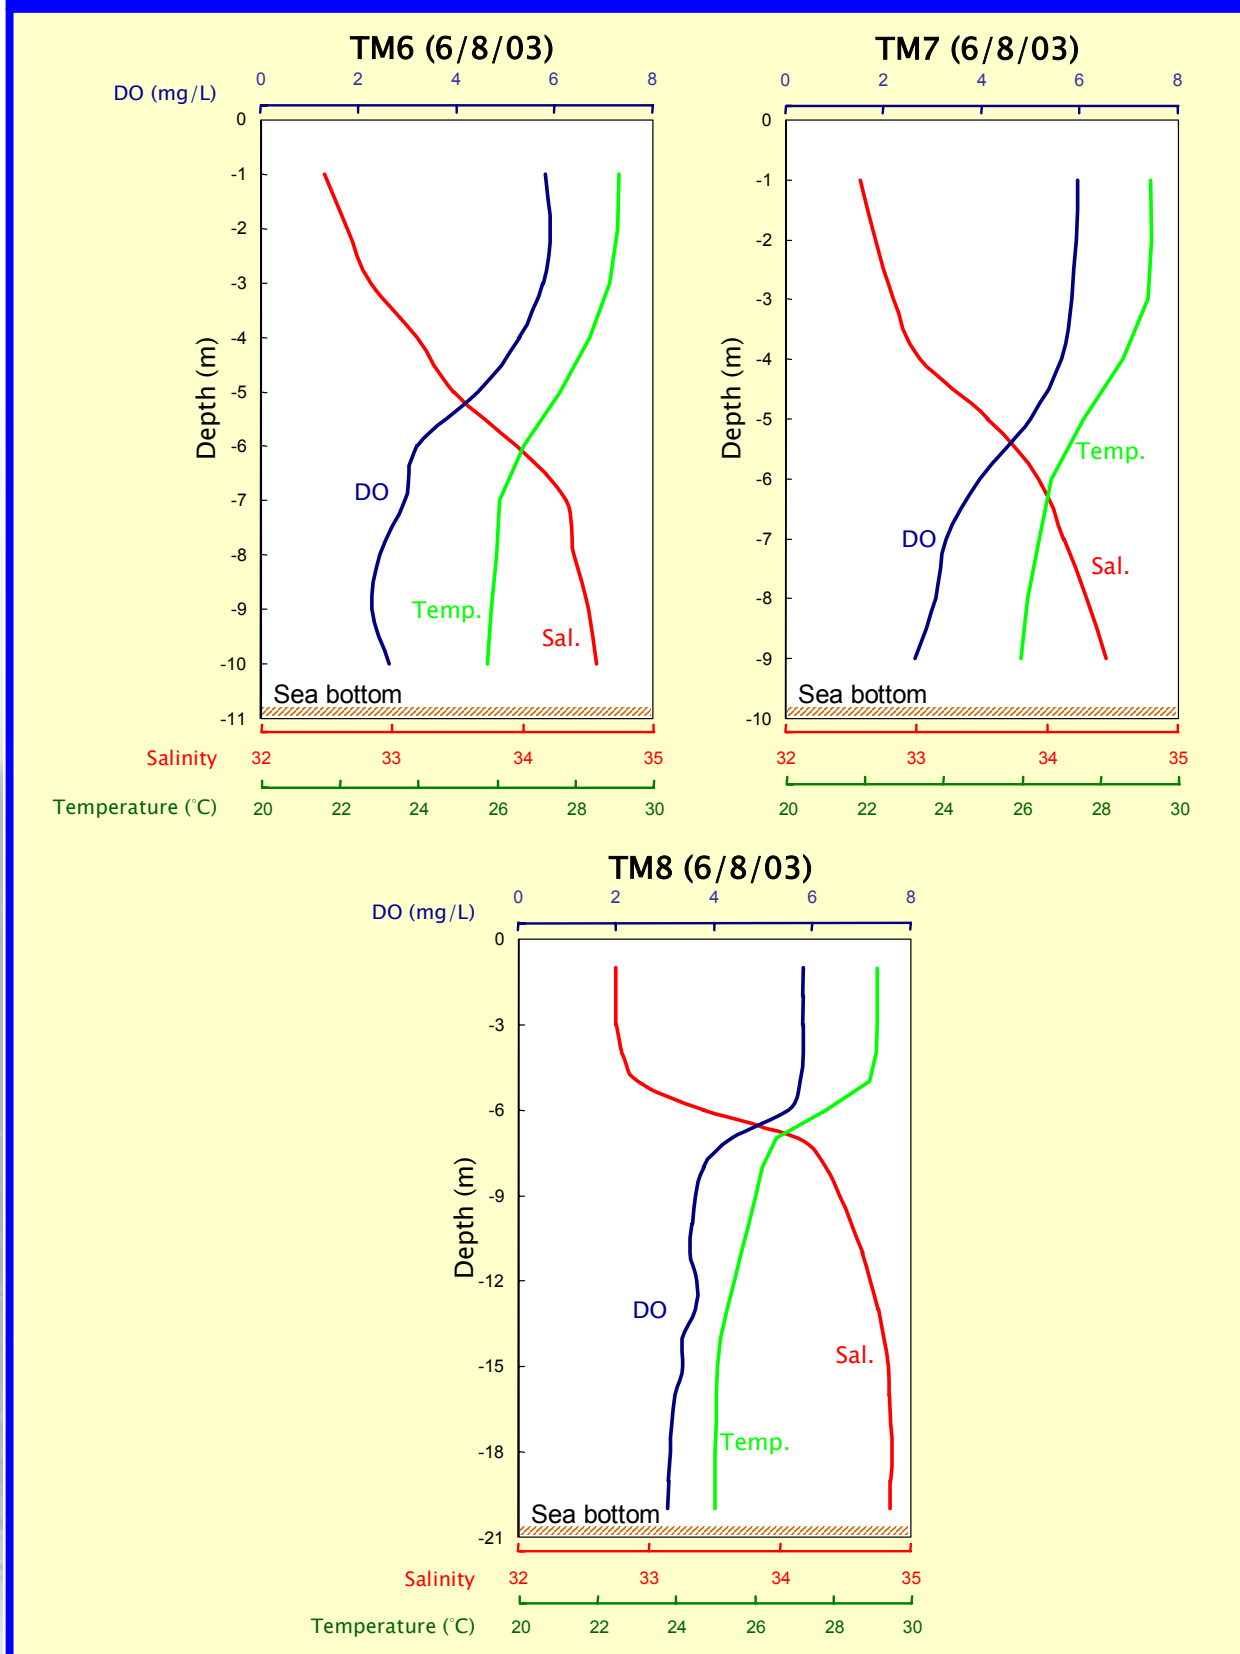 TM6 (6/8/03)
DO (mg/L)
0 2 4 6 8
0
-1
-2
-3
-4
-5
-6
-7
-8
-9
-10
-11
Depth (m)
DO
Temp.
Sal.
Sea bottom
Salinity
32 33 34 35
Temperature (°C)
20 22 24 26 28 30
TM7 (6/8/03)
0 2 4 6 8
0
-1
-2
-3
-4
-5
-6
-7
-8
-9
-10
Depth (m)
Temp.
DO
Sal.
Sea bottom
32 33 34 35
20 22 24 26 28 30
TM8 (6/8/03)
DO (mg/L)
0 2 4 6 8
0
-3
-6
-9
-12
-15
-18
-21
Depth (m)
DO
Sal.
Temp.
Sea bottom
Salinity
32 33 34 35
Temperature (°C)
20 22 24 26 28 30